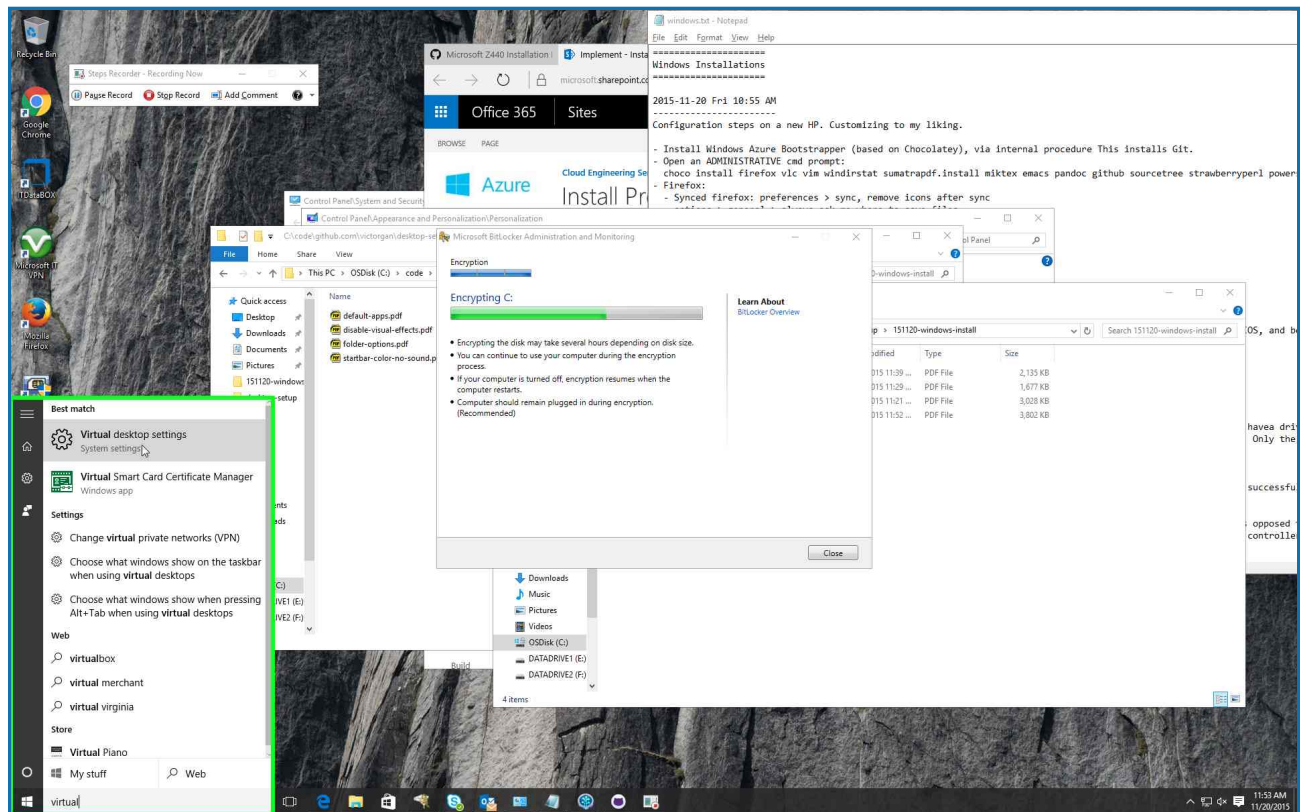 Recycle Bin
Google
Chrome
TDataBOX
Microsoft IT
VPN
Mozilla
Firefox
Steps Recorder - Recording Now
Pause Record
Stop Record
Add Comment
Microsoft Z440 Installation
Implement - Insta
microsoft.sharepoint.co
Office 365
Sites
BROWSE
PAGE
Azure
Cloud Engineering Se
Install Pr
Build
windows.txt - Notepad
File Edit Format View Help
=====================
Windows Installations
=====================
2015-11-20 Fri 10:55 AM
-----------------------
Configuration steps on a new HP. Customizing to my liking.
- Install Windows Azure Bootstrapper (based on Chocolatey), via internal procedure This installs Git.
- Open an ADMINISTRATIVE cmd prompt:
choco install firefox vlc vim windirstat sumatrapdf.install miktex emacs pandoc github sourcetree strawberryperl powers
- Firefox:
- Synced firefox: preferences > sync, remove icons after sync
OS, and be
havea driv
Only the
successfu
opposed t
controlle
Control Panel\System and Security
Control Panel\Appearance and Personalization\Personalization
ol Panel
0-windows-install
C:\code\github.com\victorgan\desktop-se
File
Home
Share
View
This PC > OSDisk (C:) > code >
Quick access
Desktop
Downloads
Documents
Pictures
151120-windows
-setup
Name
default-apps.pdf
disable-visual-effects.pdf
folder-options.pdf
startbar-color-no-sound.p
ents
ads
C:)
IVE1 (E:)
IVE2 (F:)
Microsoft BitLocker Administration and Monitoring
Encryption
Encrypting C:
Encrypting the disk may take several hours depending on disk size.
You can continue to use your computer during the encryption
process.
If your computer is turned off, encryption resumes when the
computer restarts.
Computer should remain plugged in during encryption.
(Recommended)
Learn About
BitLocker Overview
Close
up > 151120-windows-install
Search 151120-windows-install
odified
Type
Size
015 11:39 ...
PDF File
2,135 KB
015 11:29 ...
PDF File
1,677 KB
015 11:21 ...
PDF File
3,028 KB
015 11:52 ...
PDF File
3,802 KB
Downloads
Music
Pictures
Videos
OSDisk (C:)
DATADRIVE1 (E:)
DATADRIVE2 (F:)
4 items
Best match
Virtual desktop settings
System settings
Virtual Smart Card Certificate Manager
Windows app
Settings
Change virtual private networks (VPN)
Choose what windows show on the taskbar
when using virtual desktops
Choose what windows show when pressing
Alt+Tab when using virtual desktops
Web
virtualbox
virtual merchant
virtual virginia
Store
Virtual Piano
My stuff
Web
virtual
11:53 AM
11/20/2015